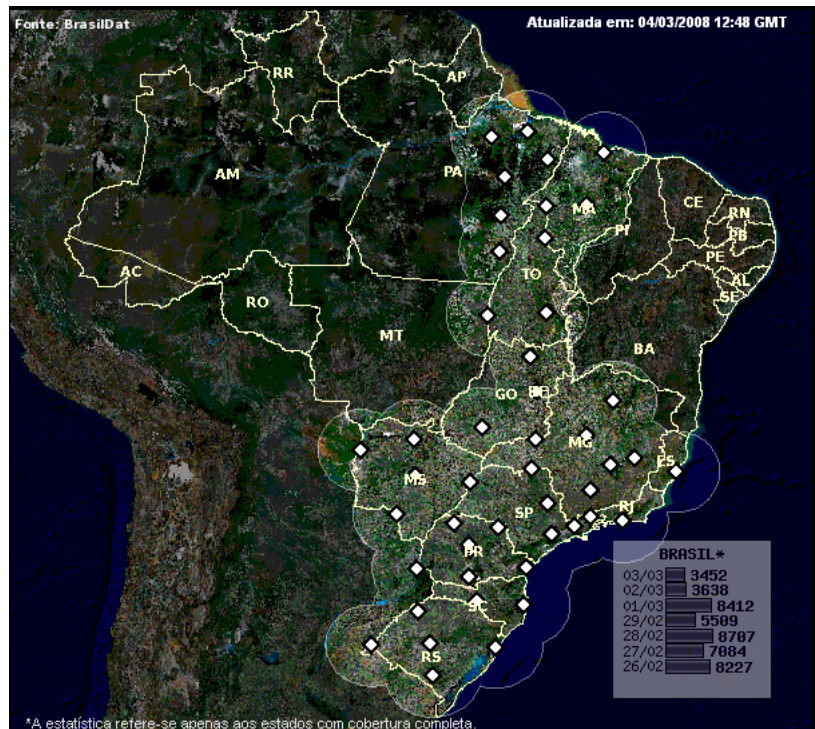 Fonte: BrasilDat
Atualizada em: 04/03/2008 12:48 GMT
RR
AP
AM
PA
MA
CE
RN
PI
PB
PE
AC
TO
AL
SE
RO
MT
BA
GO
MG
MS
ES
SP
RJ
PR
SC
RS
BRASIL*
03/03 3452
02/03 3638
01/03 8412
29/02 5509
28/02 8707
27/02 7084
26/02 8227
*A estatística refere-se apenas aos estados com cobertura completa.